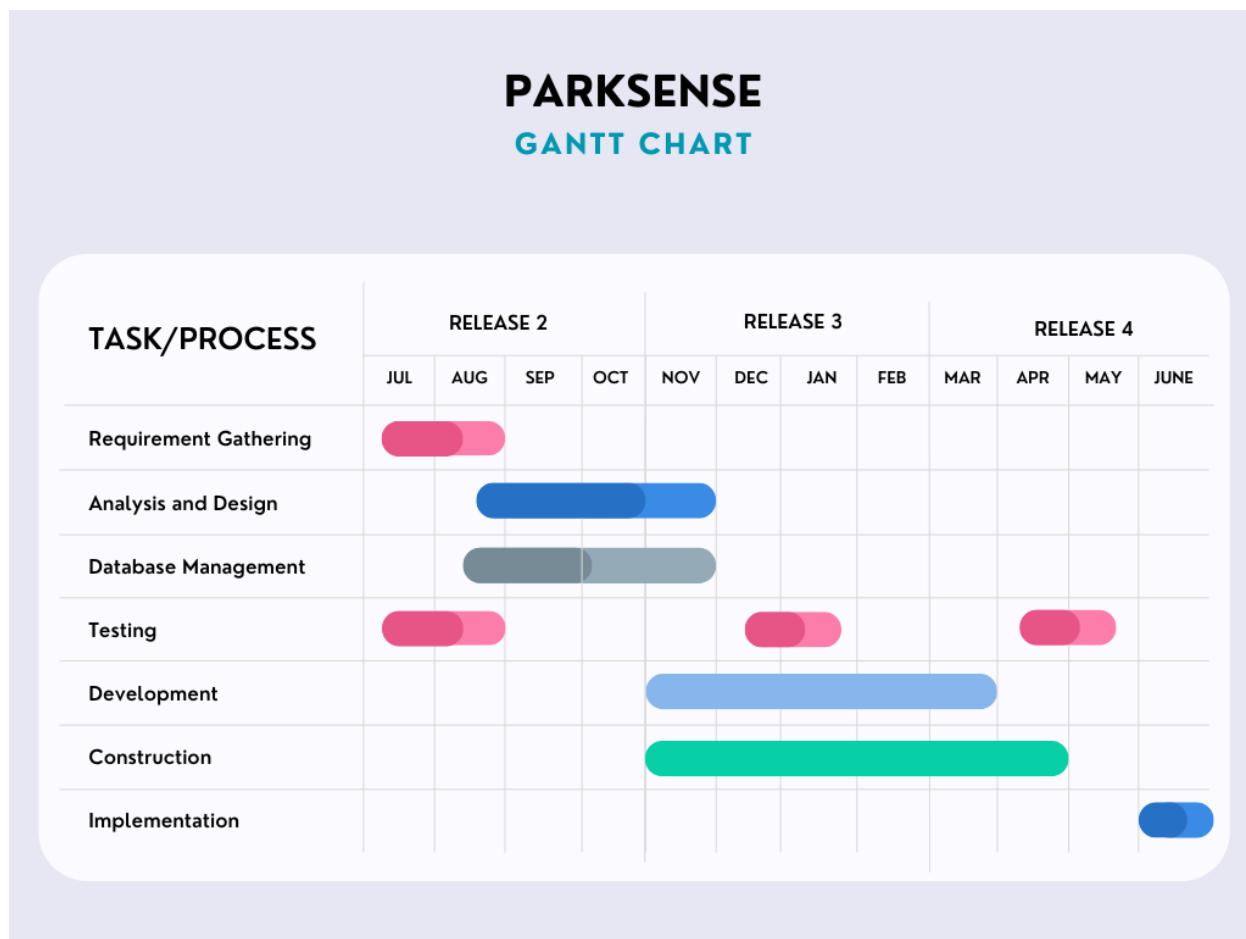 PARKSENSE
GANTT CHART
TASK/PROCESS
RELEASE 2
RELEASE 3
RELEASE 4
JUL AUG SEP OCT NOV DEC JAN FEB MAR APR MAY JUNE
Requirement Gathering
Analysis and Design
Database Management
Testing
Development
Construction
Implementation